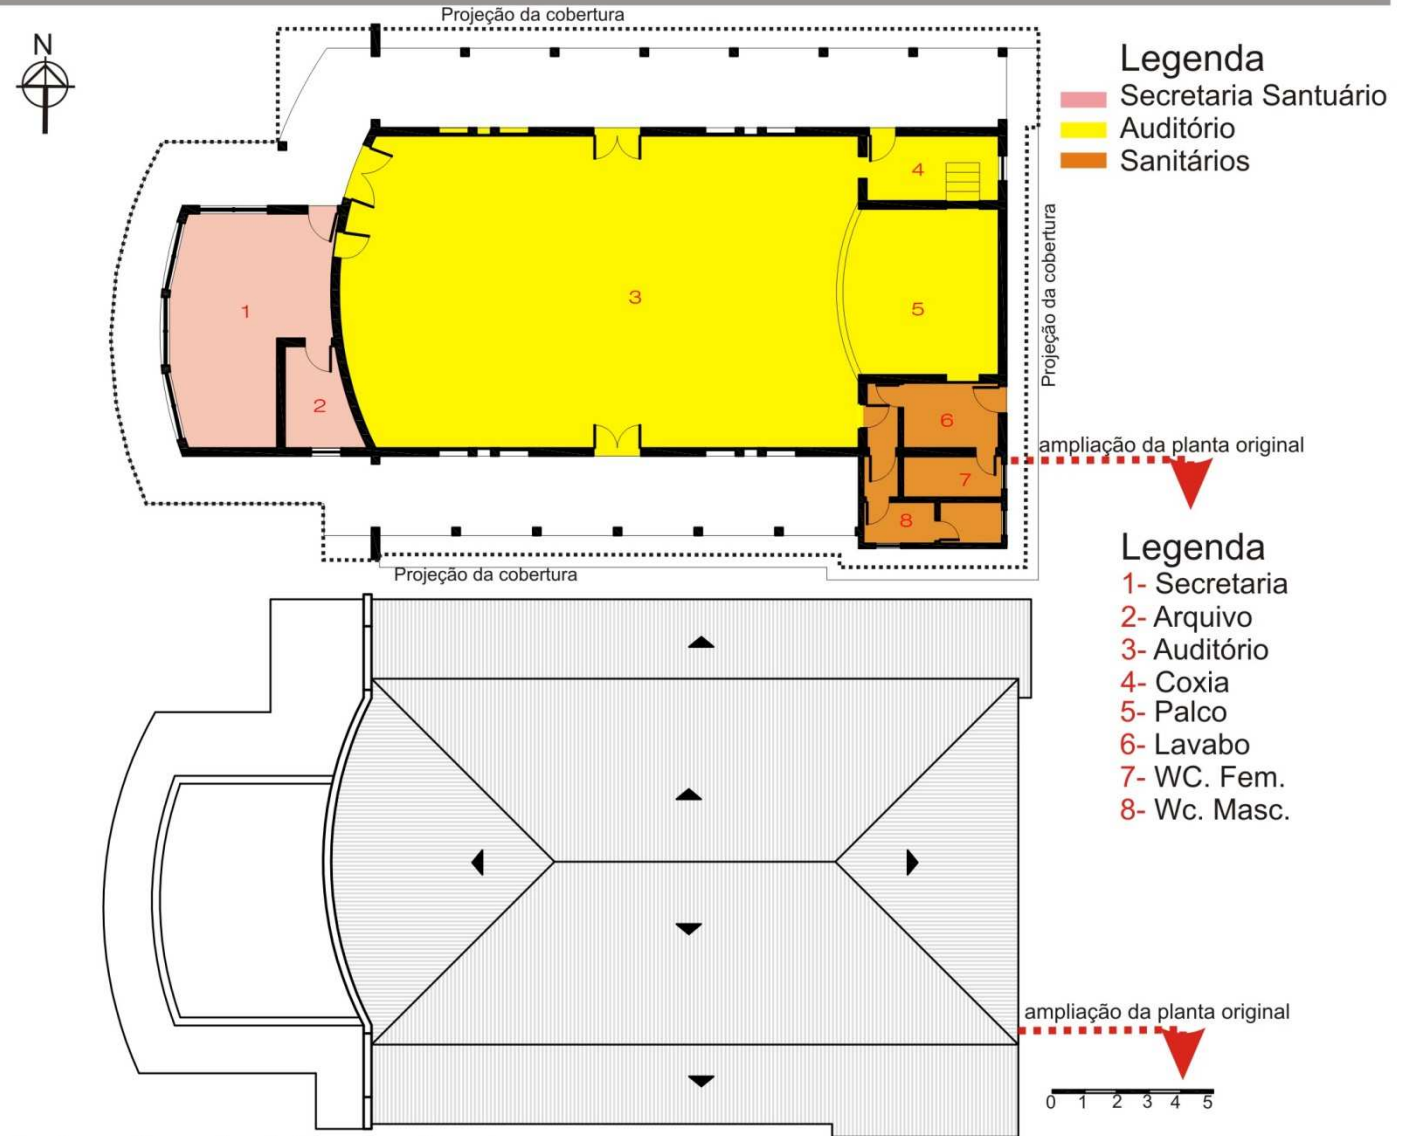 Projeção da cobertura
N
Legenda
Secretaria Santuário
Auditório
Sanitários
4
Projeção da cobertura
3
1
5
2
6
ampliação da planta original
7
8
Projeção da cobertura
Legenda
1- Secretaria
2- Arquivo
3- Auditório
4- Coxia
5- Palco
6- Lavabo
7- WC. Fem.
8- Wc. Masc.
ampliação da planta original
0 1 2 3 4 5